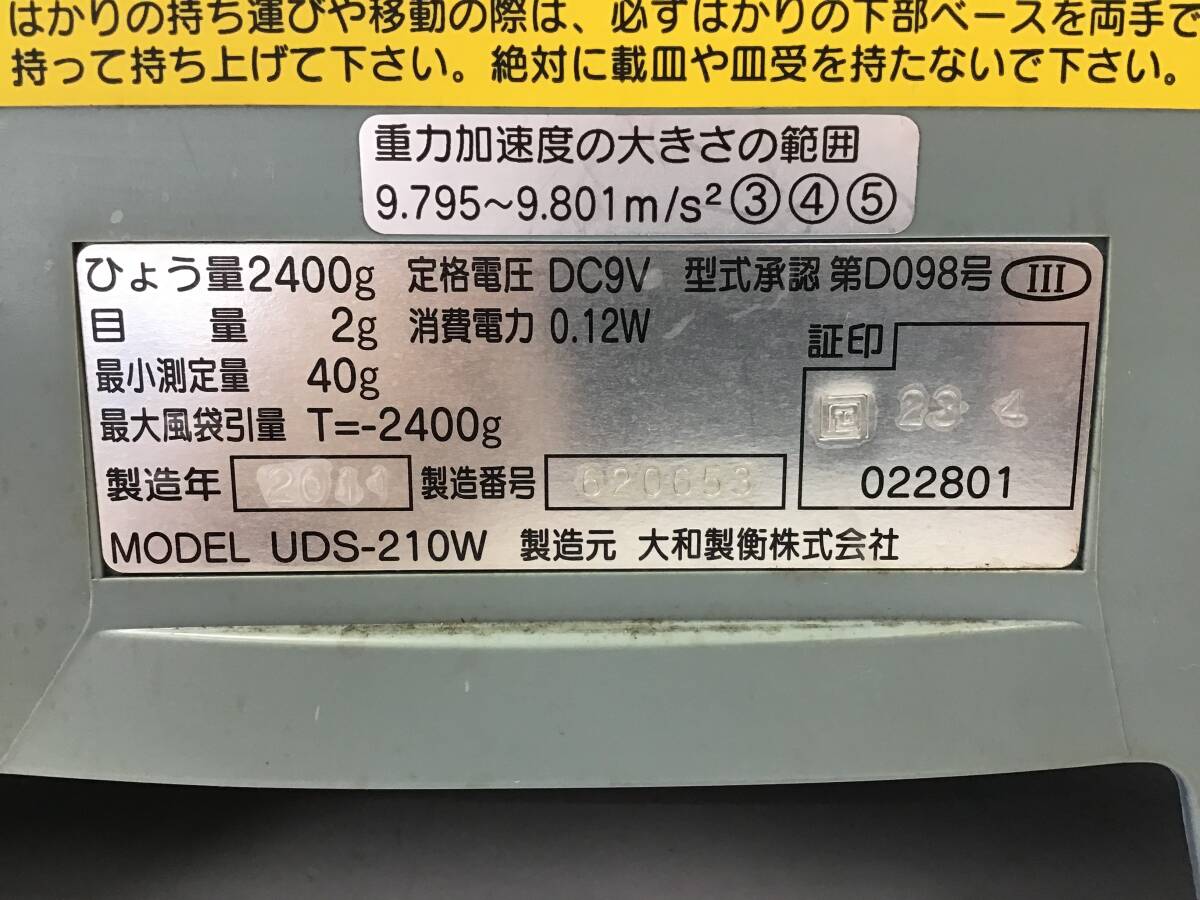 はかりの持ち運びや移動の際は、必ずはかりの下部ベースを両手で
持って持ち上げて下さい。絶対に載皿や皿受を持たないで下さい。
重力加速度の大きさの範囲
9.795~9.801m/s² ③ ④ ⑤
ひょう量2400g 定格電圧 DC9V 型式承認 第D098号 III
目量 2g 消費電力 0.12W
証印
最小測定量 40g
最大風袋引量 T=-2400g
23 4
製造年 2011 製造番号 620653
022801
MODEL UDS-210W 製造元 大和製衡株式会社